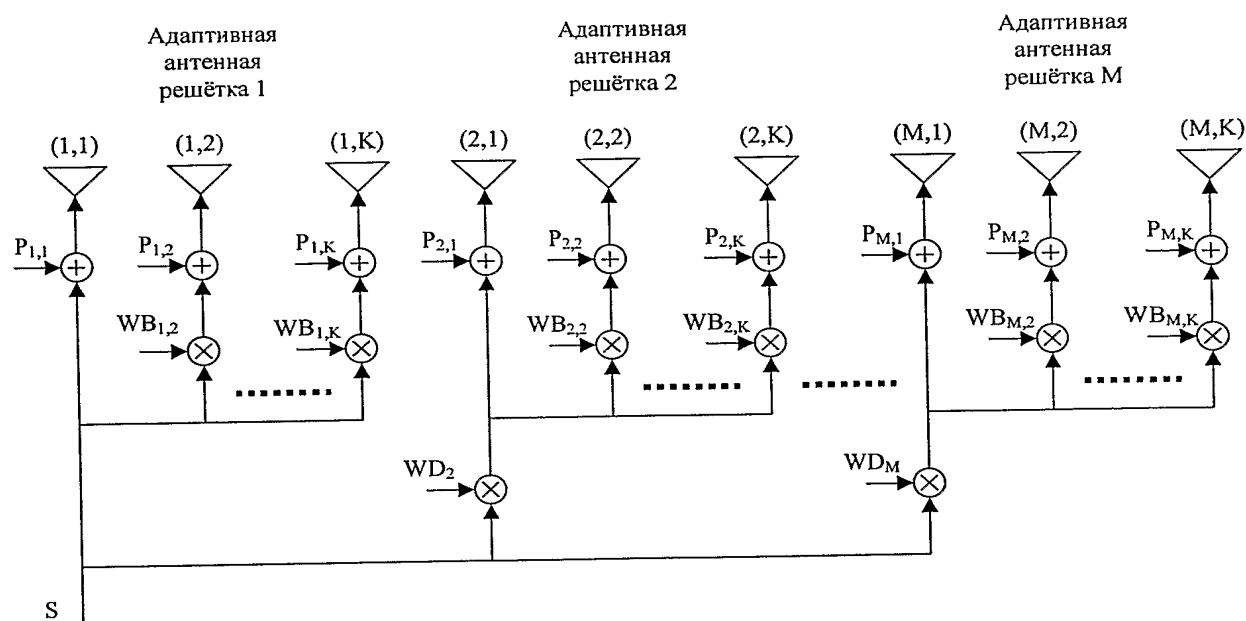 Адаптивная
антенная
решётка 1
Адаптивная
антенная
решётка 2
Адаптивная
антенная
решётка M
(1,1) (1,2) (1,K) (2,1) (2,2) (2,K) (M,1) (M,2) (M,K)
P1,1 P1,2 P1,K P2,1 P2,2 P2,K PM,1 PM,2 PM,K
WB1,2 WB1,K WB2,2 WB2,K WBM,2 WBM,K
WD2 WDM
S